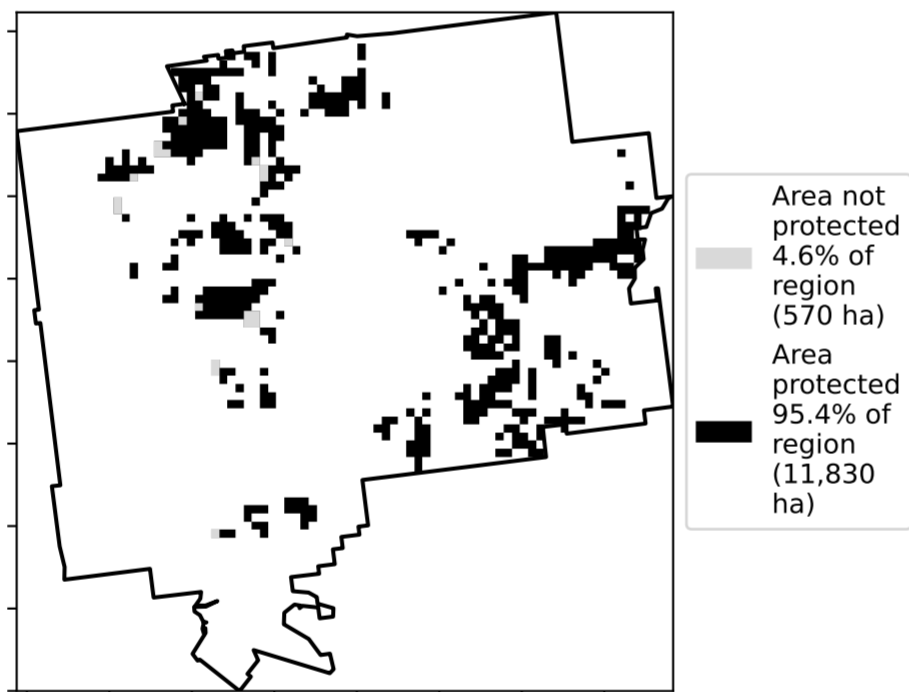 Area not
protected
4.6% of
region
(570 ha)
Area
protected
95.4% of
region
(11,830
ha)